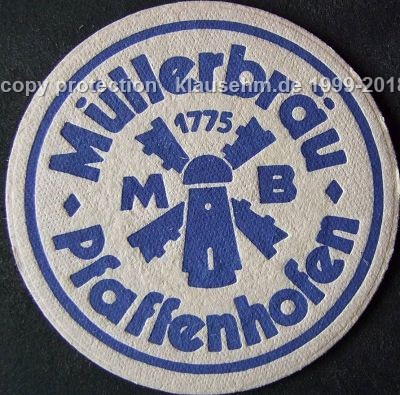 copy protection klausehm.de 1999-2018
Müllerbräu
1775
M B
Pfaffenhofen